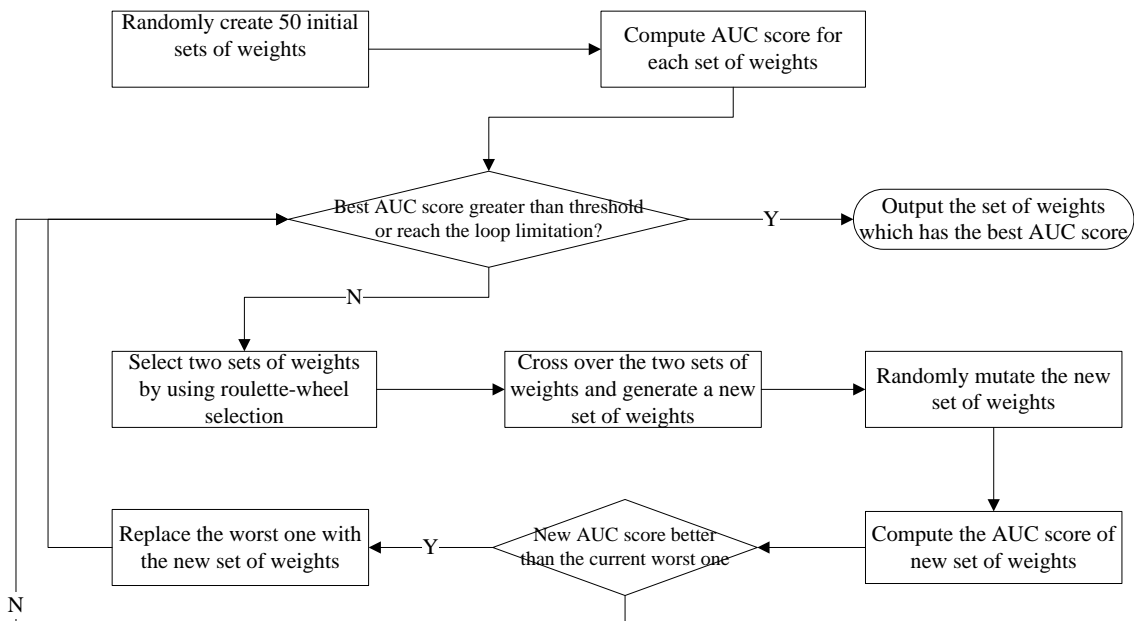 Randomly create 50 initial
sets of weights
Compute AUC score for
each set of weights
Best AUC score greater than threshold
or reach the loop limitation?
Y
Output the set of weights
which has the best AUC score
N
Select two sets of weights
by using roulette-wheel
selection
Cross over the two sets of
weights and generate a new
set of weights
Randomly mutate the new
set of weights
Replace the worst one with
the new set of weights
Y
New AUC score better
than the current worst one
Compute the AUC score of
new set of weights
N